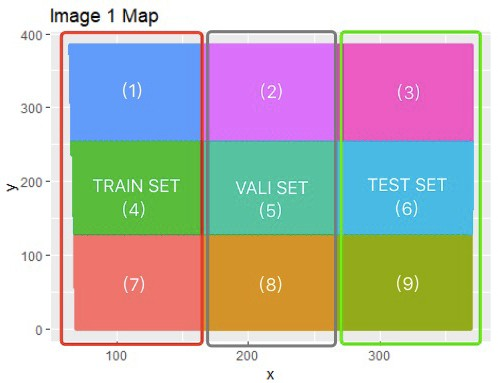 Image 1 Map
400
300
200
100
0
y
(1)
(2)
(3)
TRAIN SET
(4)
VALI SET
(5)
TEST SET
(6)
(7)
(8)
(9)
100
200
300
x